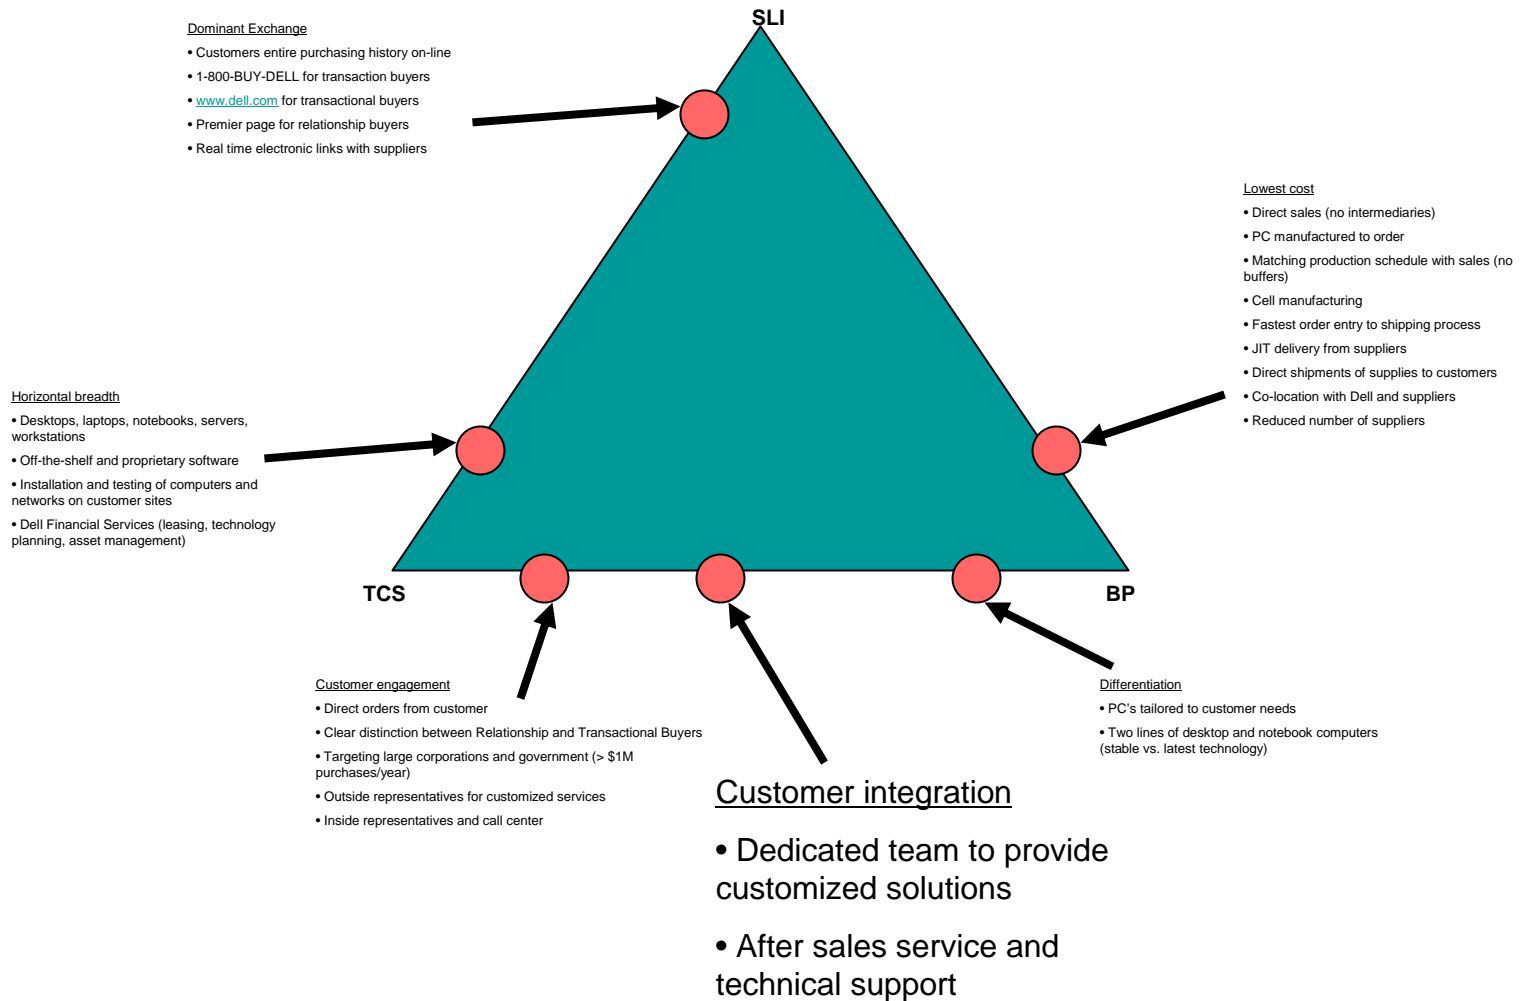 SLI
Dominant Exchange
• Customers entire purchasing history on-line
• 1-800-BUY-DELL for transaction buyers
• www.dell.com for transactional buyers
• Premier page for relationship buyers
• Real time electronic links with suppliers
Lowest cost
• Direct sales (no intermediaries)
• PC manufactured to order
• Matching production schedule with sales (no
buffers)
• Cell manufacturing
• Fastest order entry to shipping process
• JIT delivery from suppliers
• Direct shipments of supplies to customers
• Co-location with Dell and suppliers
• Reduced number of suppliers
Horizontal breadth
• Desktops, laptops, notebooks, servers,
workstations
• Off-the-shelf and proprietary software
• Installation and testing of computers and
networks on customer sites
• Dell Financial Services (leasing, technology
planning, asset management)
TCS
BP
Customer engagement
• Direct orders from customer
• Clear distinction between Relationship and Transactional Buyers
• Targeting large corporations and government (> $1M
purchases/year)
• Outside representatives for customized services
• Inside representatives and call center
Customer integration
• Dedicated team to provide
customized solutions
• After sales service and
technical support
Differentiation
• PC's tailored to customer needs
• Two lines of desktop and notebook computers
(stable vs. latest technology)